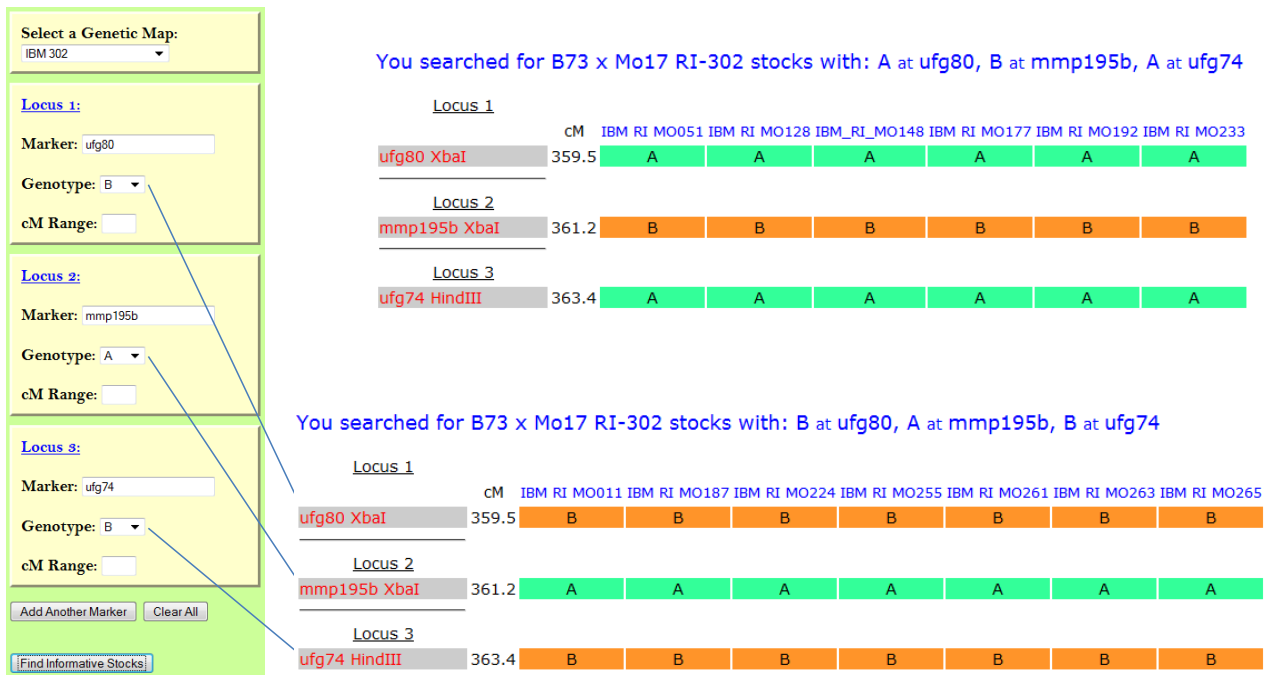 Select a Genetic Map:
IBM 302
Locus 1:
Marker: ufg80
Genotype: B
cM Range:
Locus 2:
Marker: mmp195b
Genotype: A
cM Range:
Locus 3:
Marker: ufg74
Genotype: B
cM Range:
Add Another Marker Clear All
Find Informative Stocks
You searched for B73 x Mo17 RI-302 stocks with: A at ufg80, B at mmp195b, A at ufg74
Locus 1
cM IBM RI MO051 IBM RI MO128 IBM_RI_MO148 IBM RI MO177 IBM RI MO192 IBM RI MO233
ufg80 XbaI 359.5 A A A A A A
Locus 2
mmp195b XbaI 361.2 B B B B B B
Locus 3
ufg74 HindIII 363.4 A A A A A A
You searched for B73 x Mo17 RI-302 stocks with: B at ufg80, A at mmp195b, B at ufg74
Locus 1
cM IBM RI MO011 IBM RI MO187 IBM RI MO224 IBM RI MO255 IBM RI MO261 IBM RI MO263 IBM RI MO265
ufg80 XbaI 359.5 B B B B B B B
Locus 2
mmp195b XbaI 361.2 A A A A A A A
Locus 3
ufg74 HindIII 363.4 B B B B B B B